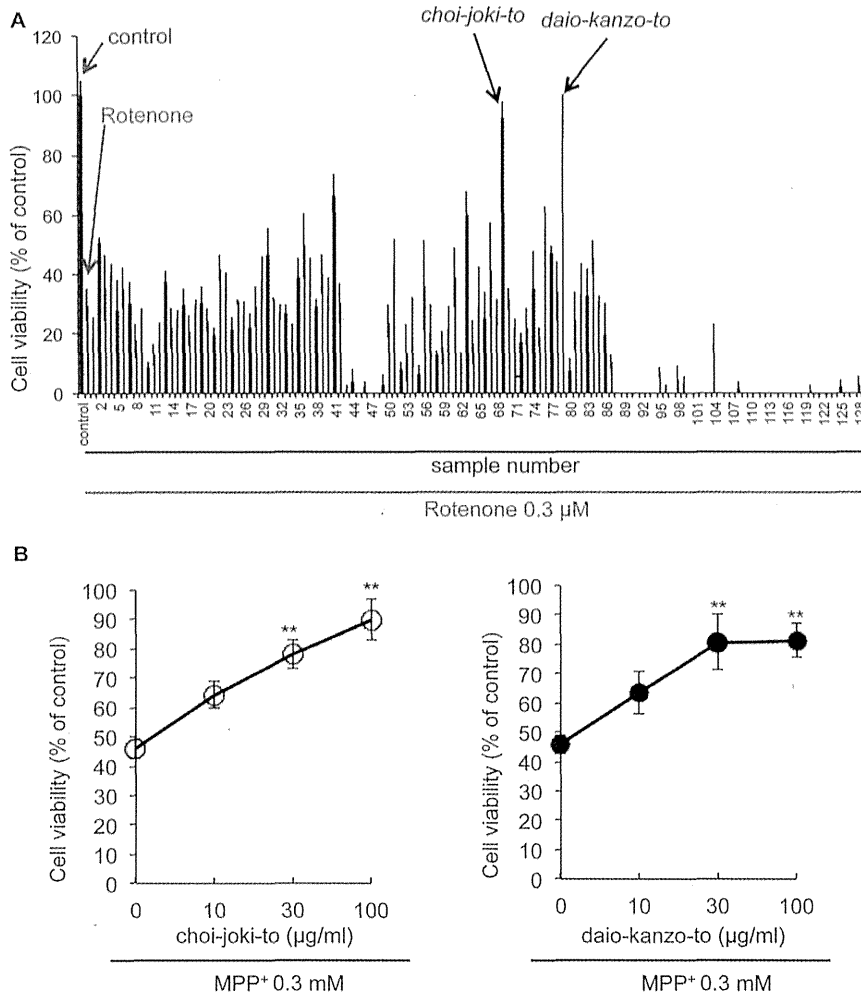 A
choi-joki-to daio-kanzo-to
120
control
100
Rotenone
80
60
40
20
0
Cell viability (% of control)
control 2 5 8 11 14 17 20 23 26 29 32 35 38 41 44 47 50 53 56 59 62 65 68 71 74 77 80 83 86 89 92 95 98 101 104 107 110 113 116 119 122 125 128
sample number
Rotenone 0.3 µM
B
100
90
80
70
60
50
40
30
20
10
0
Cell viability (% of control)
** **
0 10 30 100
choi-joki-to (µg/ml)
MPP+ 0.3 mM
100
90
80
70
60
50
40
30
20
10
0
Cell viability (% of control)
** **
0 10 30 100
daio-kanzo-to (µg/ml)
MPP+ 0.3 mM